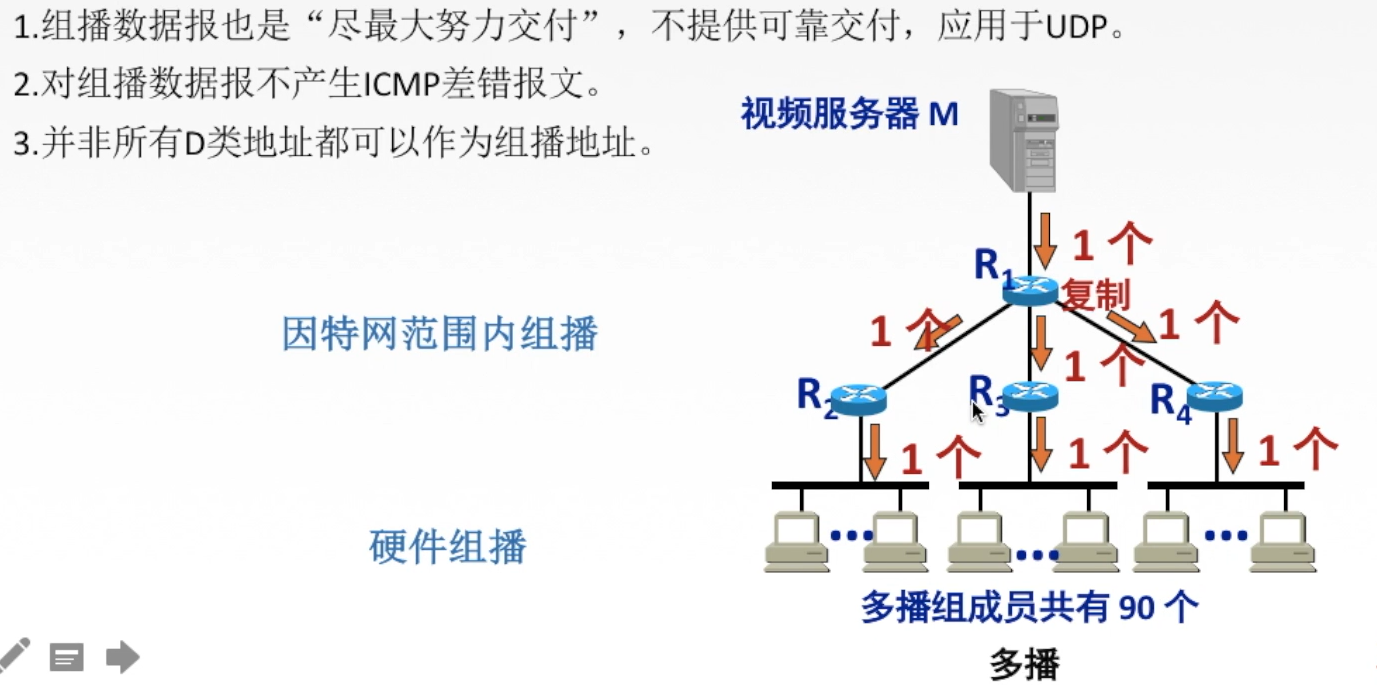 1.组播数据报也是“尽最大努力交付”，不提供可靠交付，应用于UDP。
2.对组播数据报不产生ICMP差错报文。
3.并非所有D类地址都可以作为组播地址。
视频服务器 M
1 个
R1
复制
1 个
1 个
因特网范围内组播
1 个
R2
R3
R4
1 个
1 个
1 个
硬件组播
多播组成员共有 90 个
多播